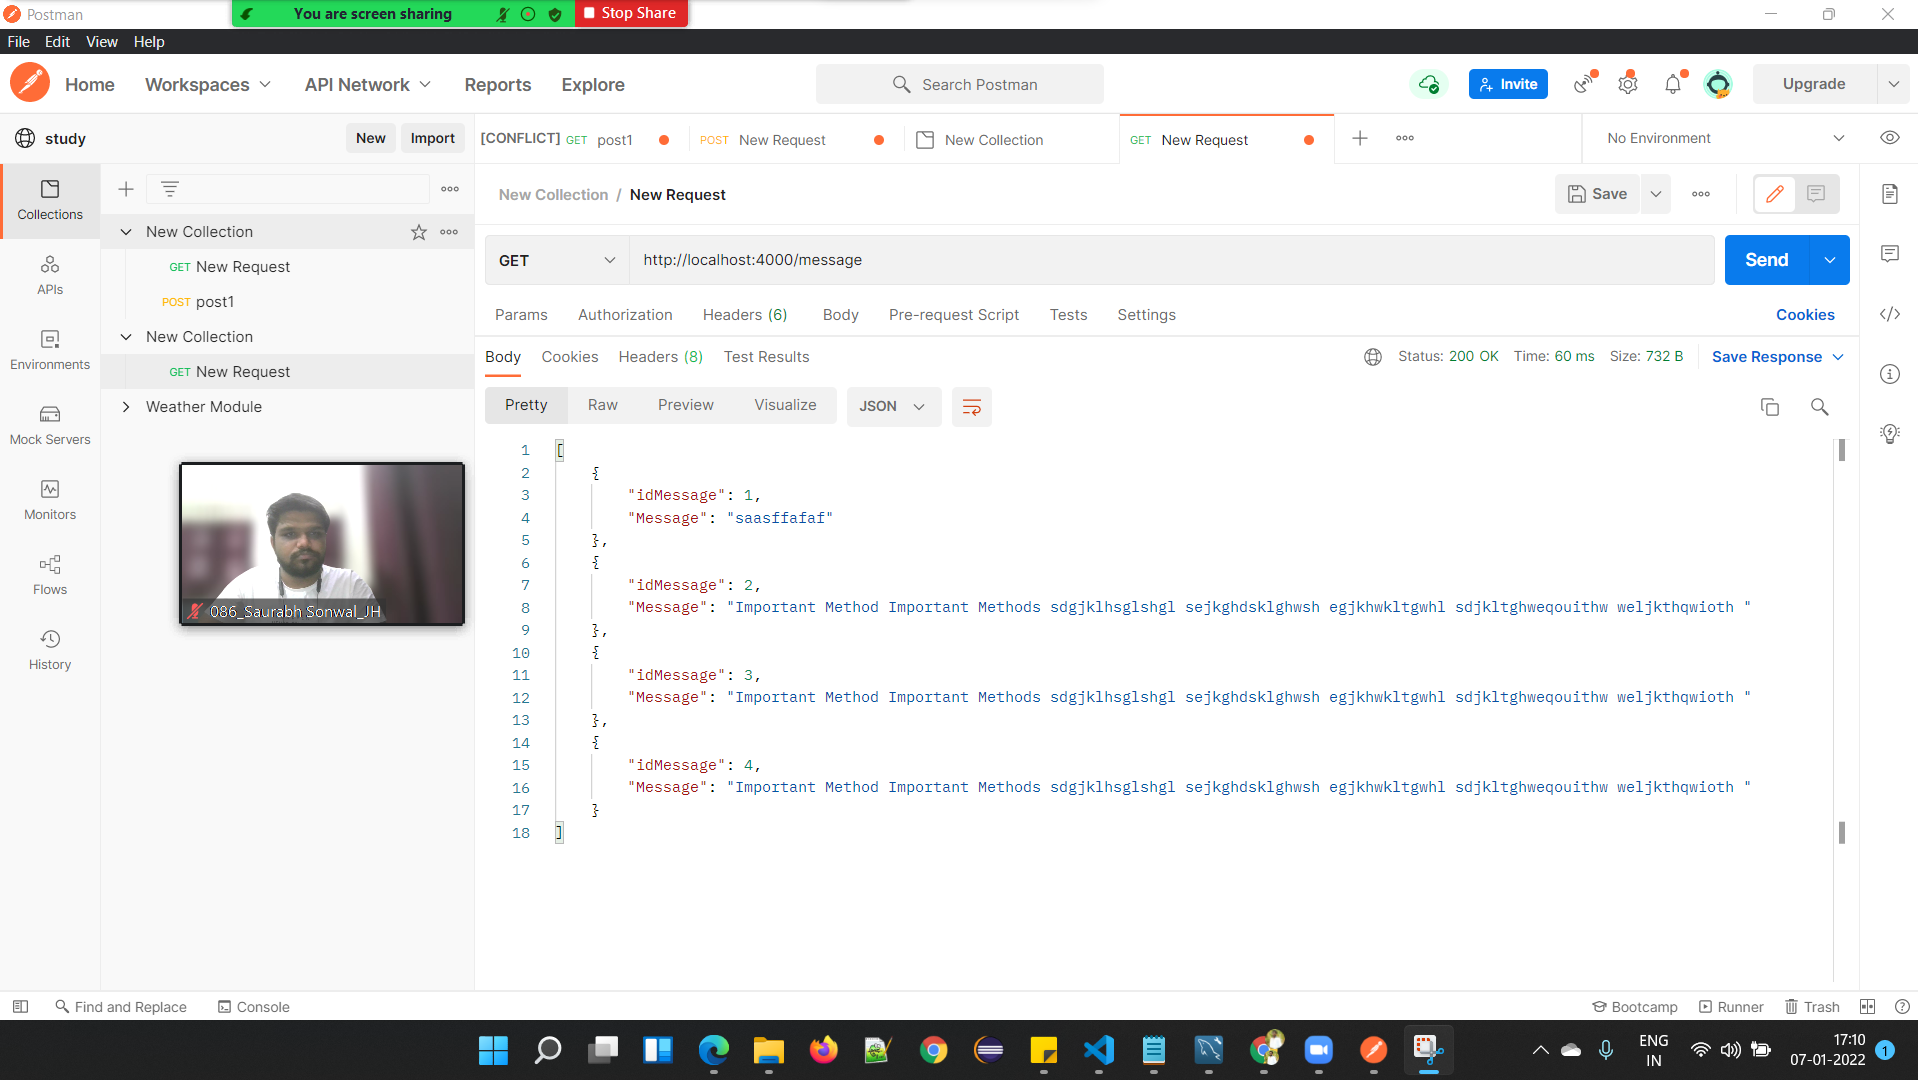 Postman
You are screen sharing
Stop Share
File Edit View Help
Home Workspaces API Network Reports Explore
Search Postman
Invite
Upgrade
study
New Import
[CONFLICT] GET post1
POST New Request
New Collection
GET New Request
No Environment
Collections
APIs
Environments
Mock Servers
Monitors
Flows
History
New Collection
GET New Request
POST post1
New Collection
GET New Request
Weather Module
086_Saurabh Sonwal_JH
New Collection / New Request
Save
GET http://localhost:4000/message
Send
Params Authorization Headers (6) Body Pre-request Script Tests Settings
Cookies
Body Cookies Headers (8) Test Results
Status: 200 OK Time: 60 ms Size: 732 B
Save Response
Pretty Raw Preview Visualize JSON
1 [
2 {
3 "idMessage": 1,
4 "Message": "saasffafaf"
5 },
6 {
7 "idMessage": 2,
8 "Message": "Important Method Important Methods sdgjklhsglshgl sejkghdsklghwsh egjkhwkltgwhl sdjkltghweqouithw weljkthqwioth "
9 },
10 {
11 "idMessage": 3,
12 "Message": "Important Method Important Methods sdgjklhsglshgl sejkghdsklghwsh egjkhwkltgwhl sdjkltghweqouithw weljkthqwioth "
13 },
14 {
15 "idMessage": 4,
16 "Message": "Important Method Important Methods sdgjklhsglshgl sejkghdsklghwsh egjkhwkltgwhl sdjkltghweqouithw weljkthqwioth "
17 }
18 ]
Find and Replace Console
Bootcamp Runner Trash
ENG
IN
17:10
07-01-2022
1